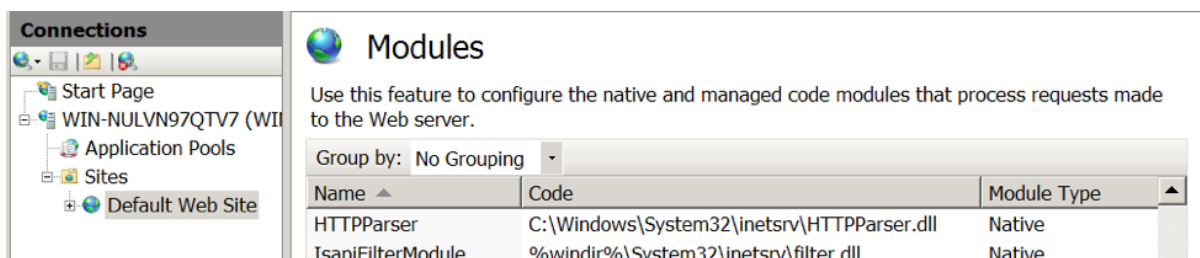 Connections
Start Page
WIN-NULVN97QTV7 (WI
Application Pools
Sites
Default Web Site
Modules
Use this feature to configure the native and managed code modules that process requests made
to the Web server.
Group by: No Grouping
Name Code Module Type
HTTPParser C:\Windows\System32\inetsrv\HTTPParser.dll Native
IsapiFilterModule %windir%\System32\inetsrv\filter.dll Native